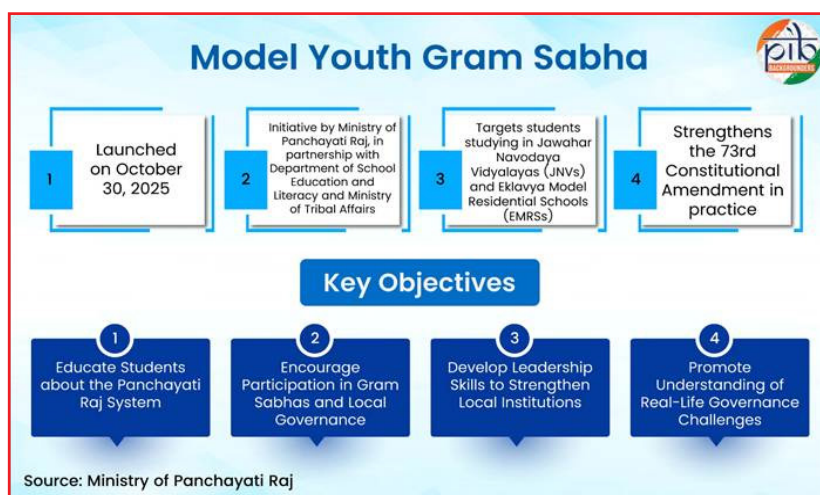 Model Youth Gram Sabha
pib
BACKGROUNDERS
1
Launched
on October
30, 2025
2
Initiative by Ministry of
Panchayati Raj, in
partnership with
Department of School
Education and
Literacy and Ministry
of Tribal Affairs
3
Targets students
studying in Jawahar
Navodaya
Vidyalayas (JNVs)
and Eklavya Model
Residential Schools
(EMRSs)
4
Strengthens
the 73rd
Constitutional
Amendment in
practice
Key Objectives
1
Educate Students
about the Panchayati
Raj System
2
Encourage
Participation in Gram
Sabhas and Local
Governance
3
Develop Leadership
Skills to Strengthen
Local Institutions
4
Promote
Understanding of
Real-Life Governance
Challenges
Source: Ministry of Panchayati Raj